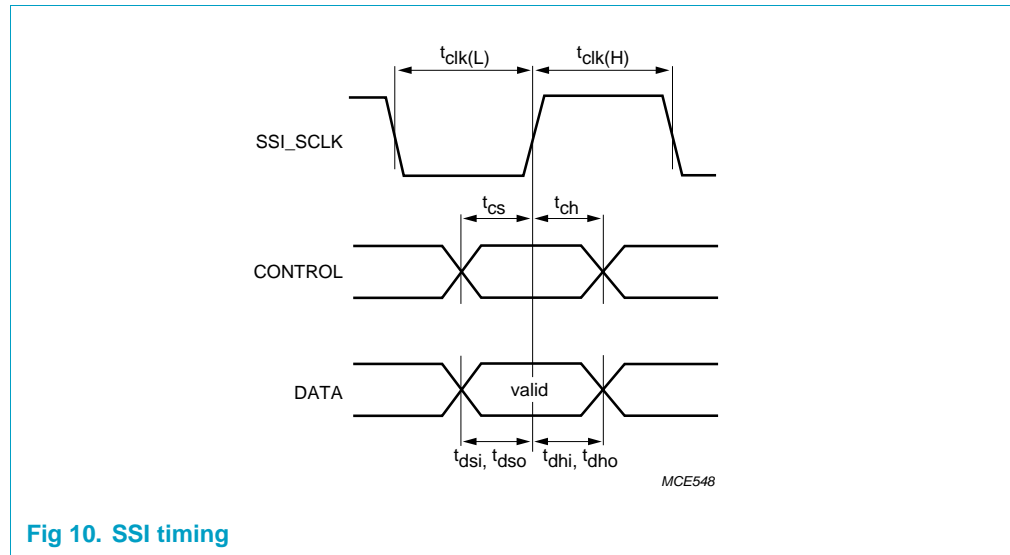 tclk(L) tclk(H)
SSI_SCLK
tcs tch
CONTROL
DATA valid
tdsi, tdso tdhi, tdho
MCE548
Fig 10. SSI timing